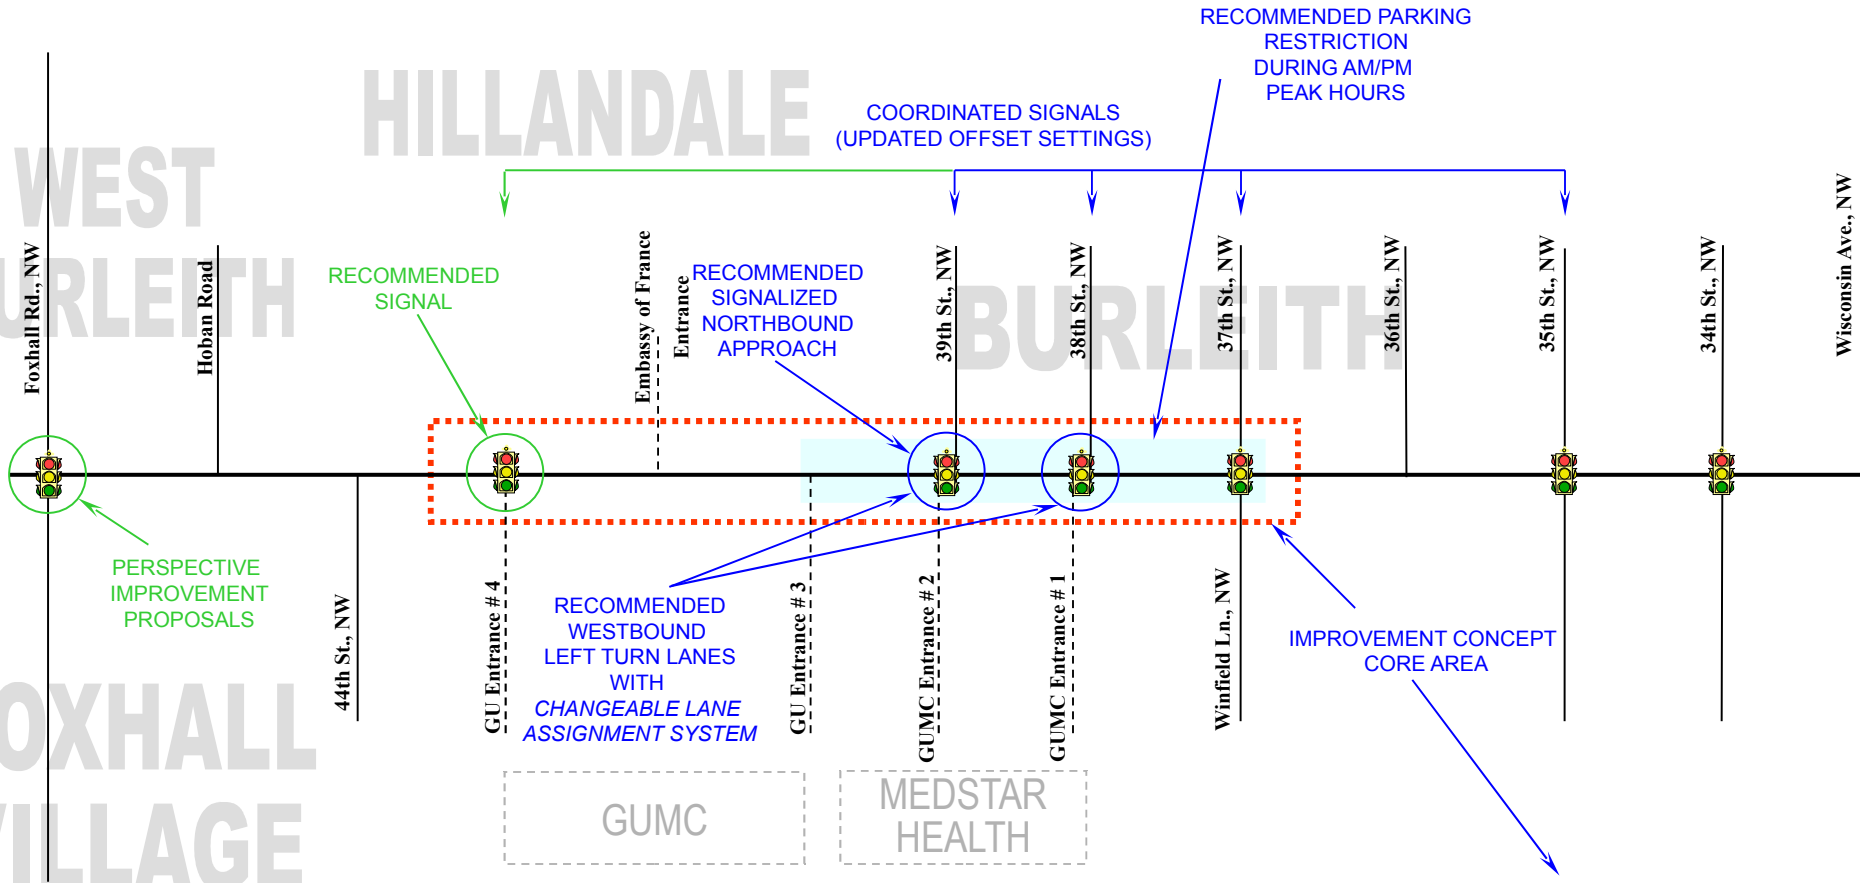 RECOMMENDED PARKING
RESTRICTION
DURING AM/PM
PEAK HOURS
HILLANDALE
COORDINATED SIGNALS
(UPDATED OFFSET SETTINGS)
WEST
BURLEITH
Foxhall Rd., NW
Hoban Road
RECOMMENDED
SIGNAL
Embassy of France
Entrance
RECOMMENDED
SIGNALIZED
NORTHBOUND
APPROACH
39th St., NW
BURLEITH
38th St., NW
37th St., NW
36th St., NW
35th St., NW
34th St., NW
Wisconsin Ave., NW
PERSPECTIVE
IMPROVEMENT
PROPOSALS
44th St., NW
GU Entrance # 4
RECOMMENDED
WESTBOUND
LEFT TURN LANES
WITH
CHANGEABLE LANE
ASSIGNMENT SYSTEM
GU Entrance # 3
GUMC Entrance # 2
GUMC Entrance # 1
Winfield Ln., NW
IMPROVEMENT CONCEPT
CORE AREA
FOXHALL
VILLAGE
GUMC
MEDSTAR
HEALTH